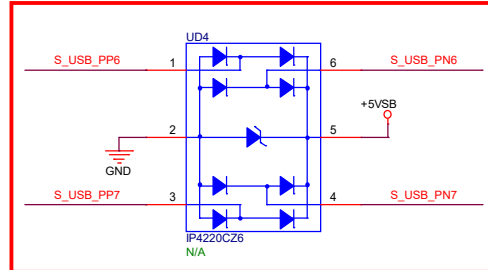 UD4
S_USB_PP6
1
6
S_USB_PN6
+5VSB
2
5
GND
S_USB_PP7
3
4
S_USB_PN7
IP4220CZ6
N/A